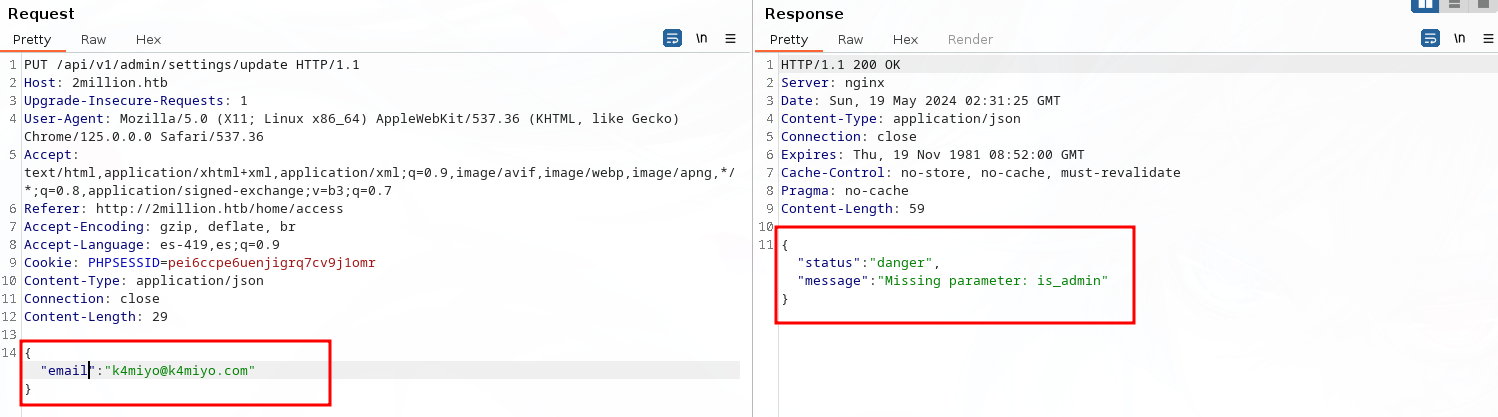 Request
Pretty Raw Hex \n
1 PUT /api/v1/admin/settings/update HTTP/1.1
2 Host: 2million.htb
3 Upgrade-Insecure-Requests: 1
4 User-Agent: Mozilla/5.0 (X11; Linux x86_64) AppleWebKit/537.36 (KHTML, like Gecko)
Chrome/125.0.0.0 Safari/537.36
5 Accept:
text/html,application/xhtml+xml,application/xml;q=0.9,image/avif,image/webp,image/apng,*/
*;q=0.8,application/signed-exchange;v=b3;q=0.7
6 Referer: http://2million.htb/home/access
7 Accept-Encoding: gzip, deflate, br
8 Accept-Language: es-419,es;q=0.9
9 Cookie: PHPSESSID=pei6ccpe6uenjigrq7cv9j1omr
10 Content-Type: application/json
11 Connection: close
12 Content-Length: 29
13
14 {
"email":"k4miyo@k4miyo.com"
}
Response
Pretty Raw Hex Render \n
1 HTTP/1.1 200 OK
2 Server: nginx
3 Date: Sun, 19 May 2024 02:31:25 GMT
4 Content-Type: application/json
5 Connection: close
6 Expires: Thu, 19 Nov 1981 08:52:00 GMT
7 Cache-Control: no-store, no-cache, must-revalidate
8 Pragma: no-cache
9 Content-Length: 59
10
11 {
"status":"danger",
"message":"Missing parameter: is_admin"
}